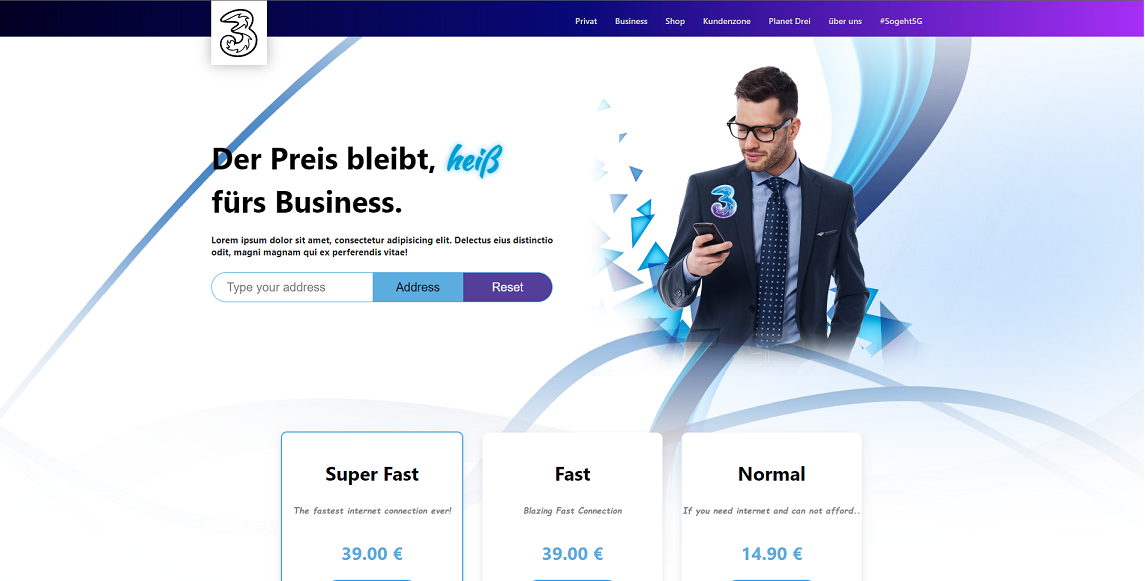 3
Privat Business Shop Kundenzone Planet Drei über uns #Sogeht5G
Der Preis bleibt, heiß
fürs Business.
Lorem ipsum dolor sit amet, consectetur adipisicing elit. Delectus eius distinctio
odit, magni magnam qui ex perferendis vitae!
Type your address Address Reset
3
Super Fast
The fastest internet connection ever!
39.00 €
Fast
Blazing Fast Connection
39.00 €
Normal
If you need internet and can not afford..
14.90 €